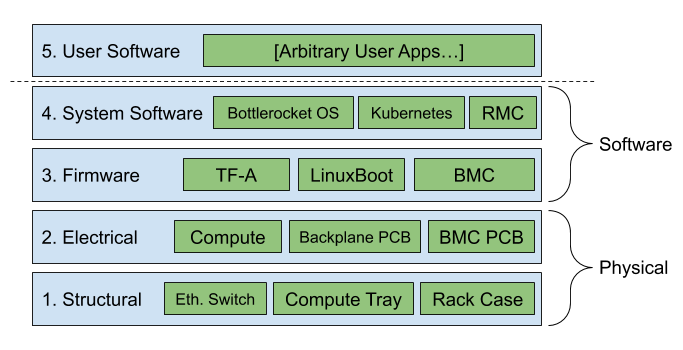 5. User Software
[Arbitrary User Apps…]
4. System Software
Bottlerocket OS
Kubernetes
RMC
Software
3. Firmware
TF-A
LinuxBoot
BMC
2. Electrical
Compute
Backplane PCB
BMC PCB
Physical
1. Structural
Eth. Switch
Compute Tray
Rack Case